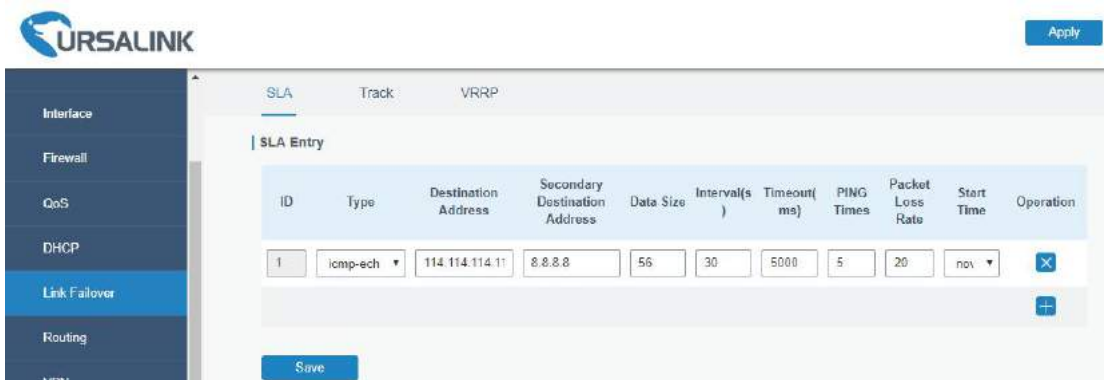 URSALINK
Apply
SLA Track VRRP
Interface
SLA Entry
Firewall
ID Type Destination Address Secondary Destination Address Data Size Interval(s) Timeout(ms) PING Times Packet Loss Rate Start Time Operation
QoS
DHCP
1 icmp-ech 114.114.114.11 8.8.8.8 56 30 5000 5 20 nov
Link Failover
Routing
Save